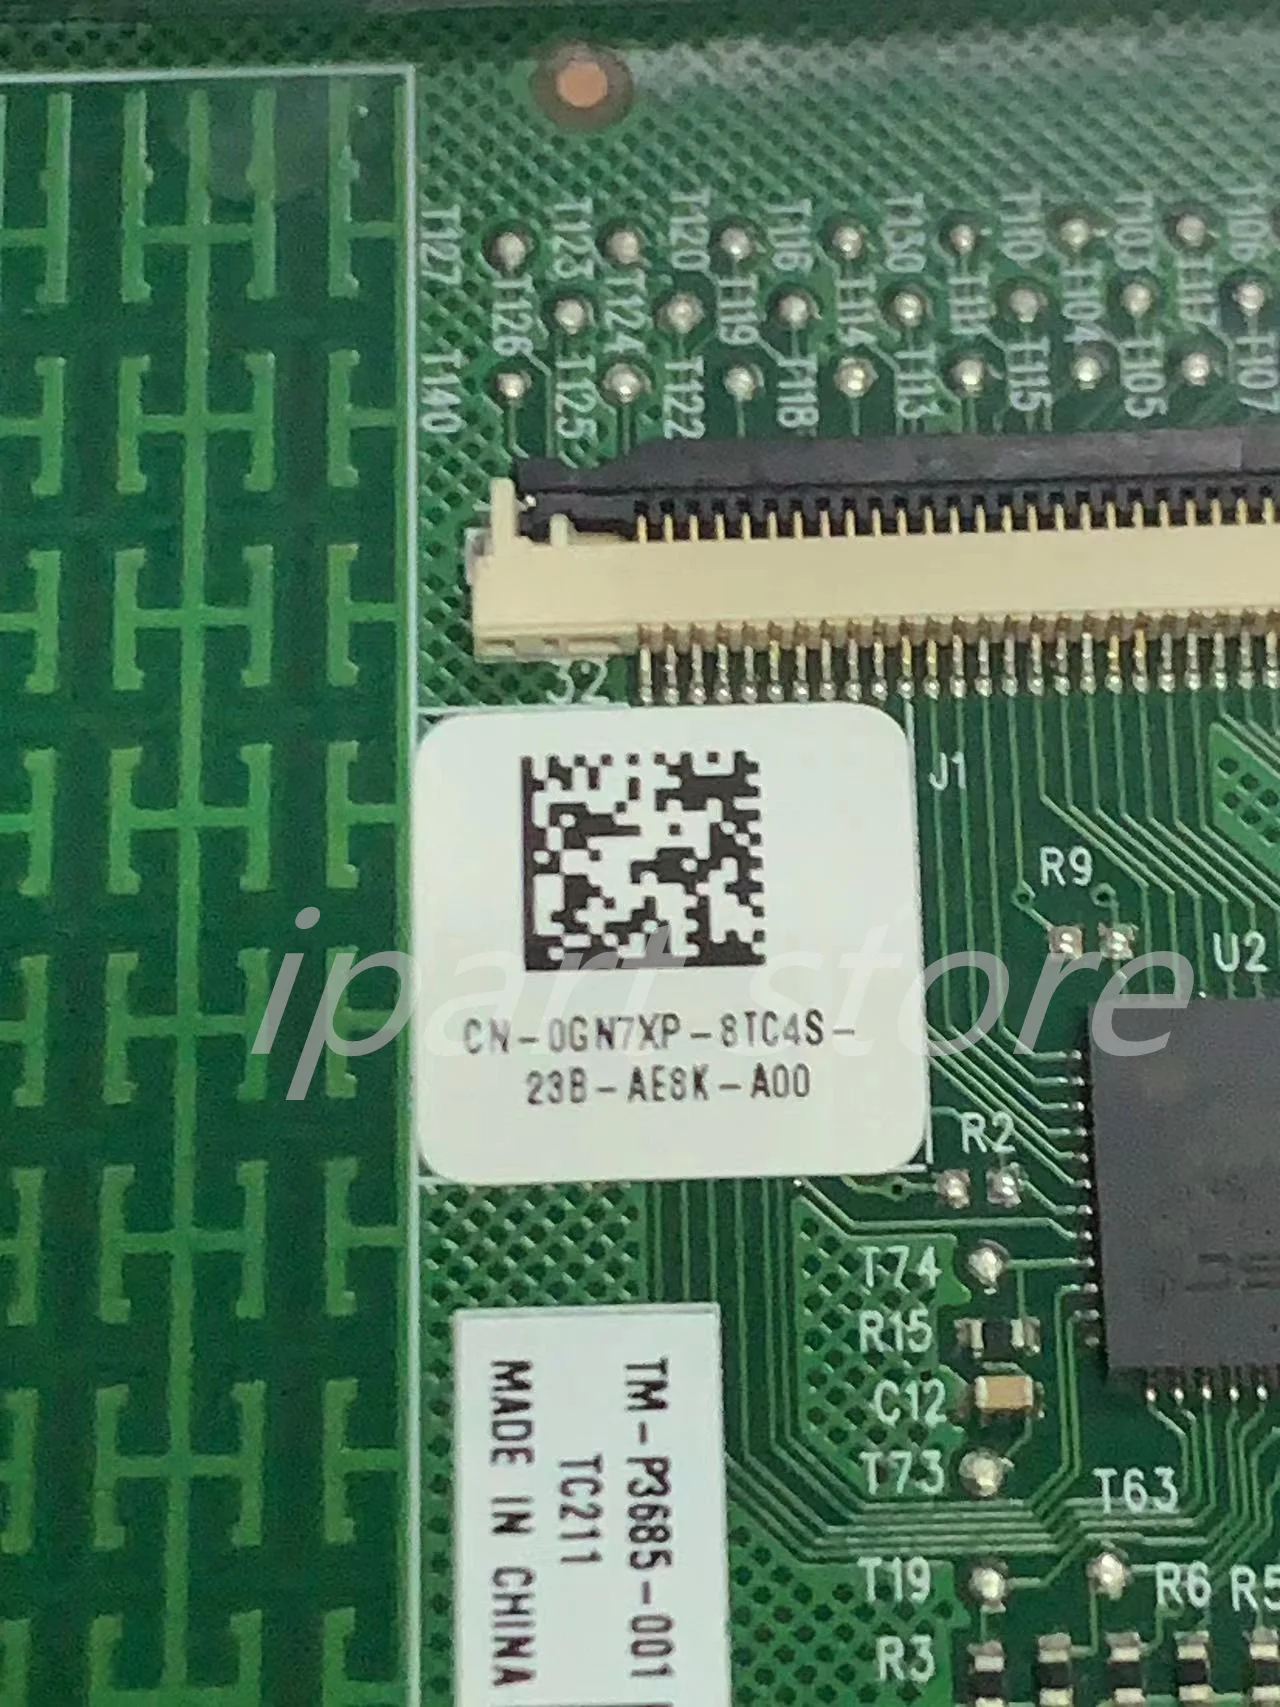 T127
T123
T120
T116
T130
T110
T103
T106
T126
T124
T119
T114
T111
T104
T117
T140
T125
T122
T118
T113
T115
T105
T107
32
J1
R9
U2
ipart store
CN-0GN7XP-8TC4S-
23B-AE8K-A00
R2
T74
R15
C12
T73
T63
T19
R6
R5
R3
TM-P3685-001
TC211
MADE IN CHINA